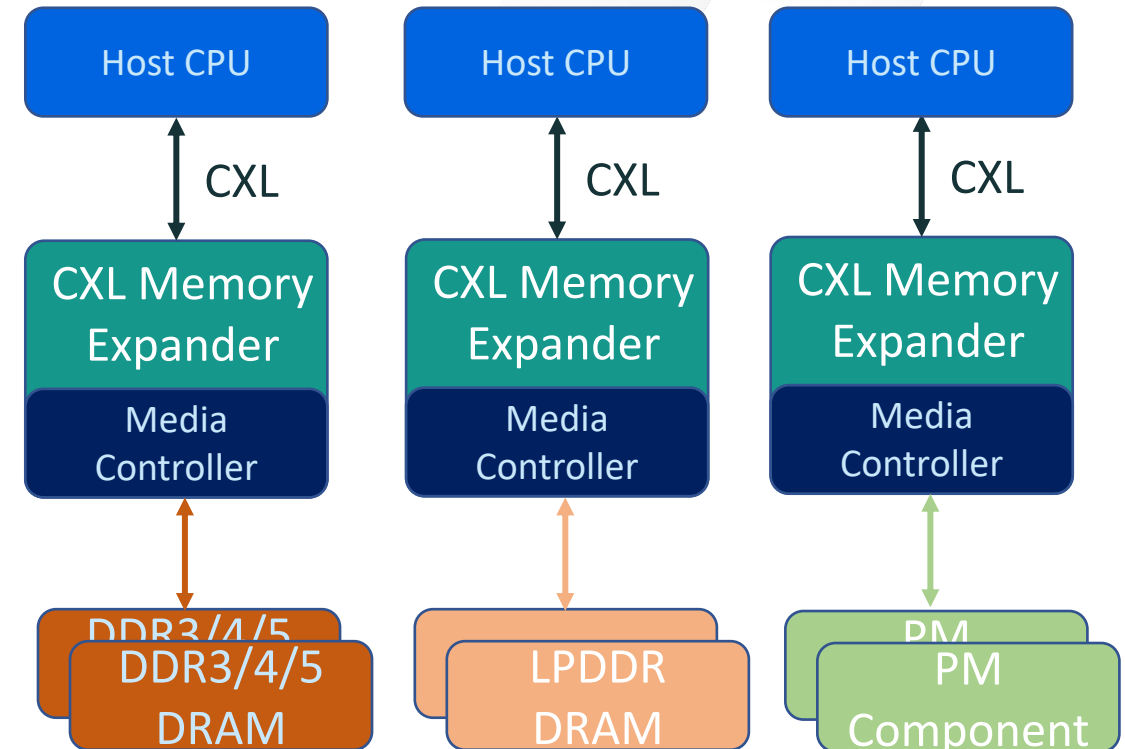 Host CPU
Host CPU
Host CPU
CXL
CXL
CXL
CXL Memory
Expander
CXL Memory
Expander
CXL Memory
Expander
Media
Controller
Media
Controller
Media
Controller
DDR3/4/5
DDR3/4/5
DRAM
LPDDR
DRAM
PM
PM
Component